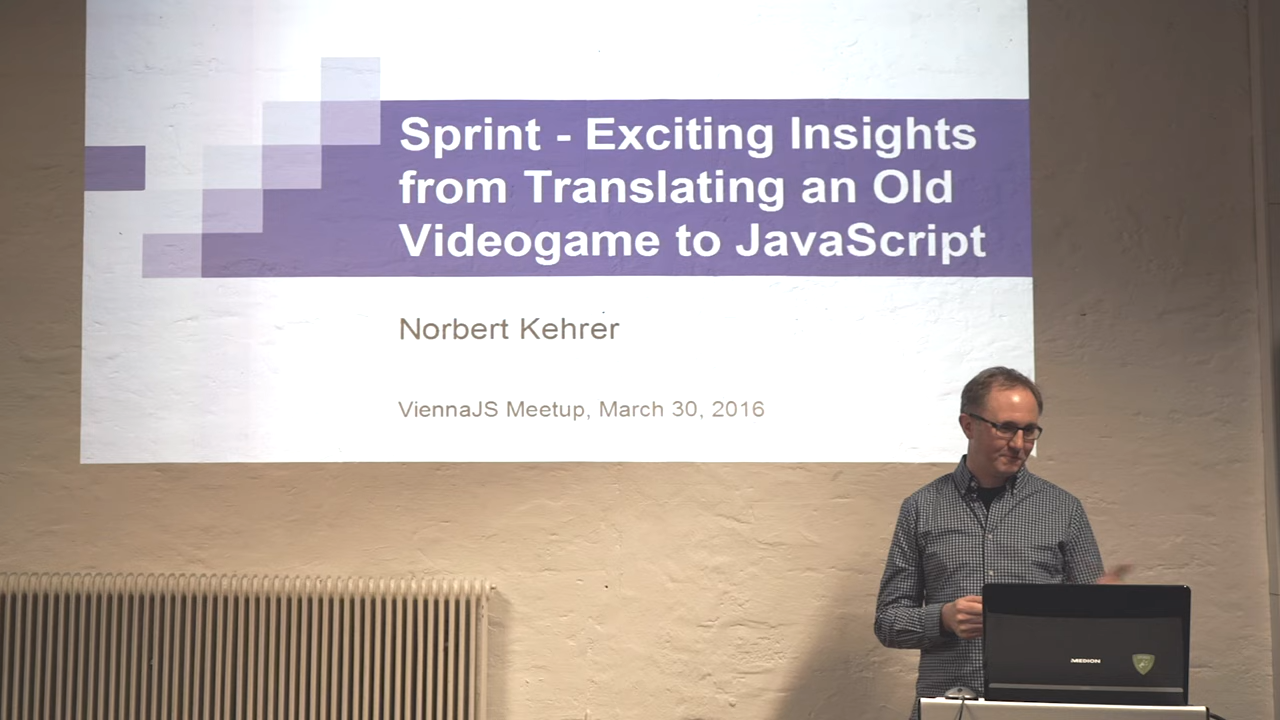 Sprint - Exciting Insights
from Translating an Old
Videogame to JavaScript
Norbert Kehrer
ViennaJS Meetup, March 30, 2016
MEDION